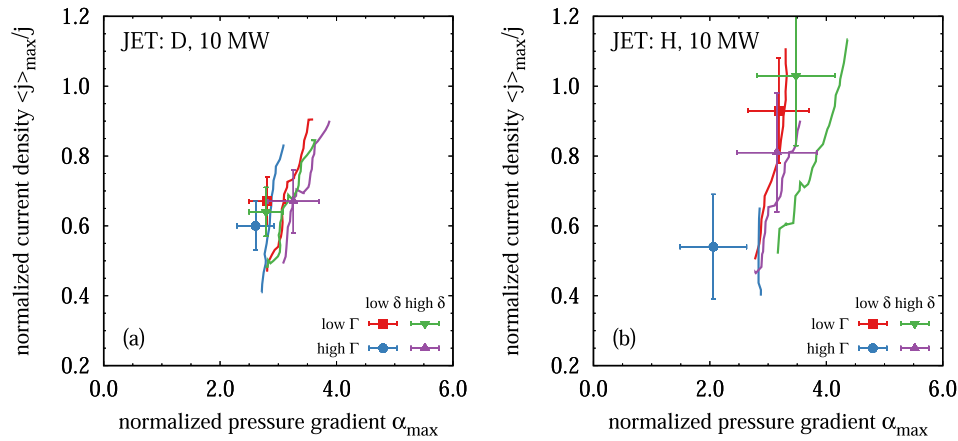 JET: D, 10 MW
normalized current density <j>max/j
1.2
1.0
0.8
0.6
0.4
0.2
(a)
low δ high δ
low Γ
high Γ
0.0 2.0 4.0 6.0
normalized pressure gradient αmax
JET: H, 10 MW
normalized current density <j>max/j
1.2
1.0
0.8
0.6
0.4
0.2
(b)
low δ high δ
low Γ
high Γ
0.0 2.0 4.0 6.0
normalized pressure gradient αmax